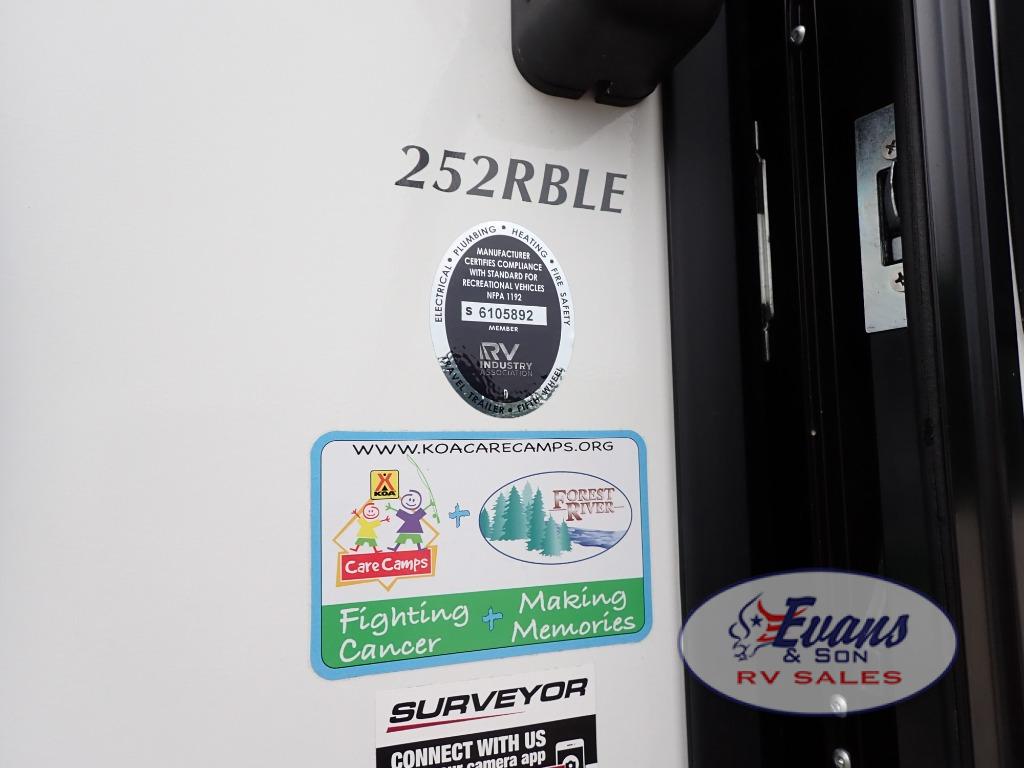 252RBLE
ELECTRICAL • PLUMBING • HEATING • FIRE SAFETY
MANUFACTURER
CERTIFIES COMPLIANCE
WITH STANDARD FOR
RECREATIONAL VEHICLES
NFPA 1192
S 6105892
MEMBER
RV
INDUSTRY
ASSOCIATION
TRAVEL TRAILER • FIFTH WHEEL
WWW.KOACARECAMPS.ORG
KOA
Care Camps
+
FOREST
RIVER
Fighting + Making
Cancer Memories
SURVEYOR
CONNECT WITH US
camera app
Evans
& SON
RV SALES